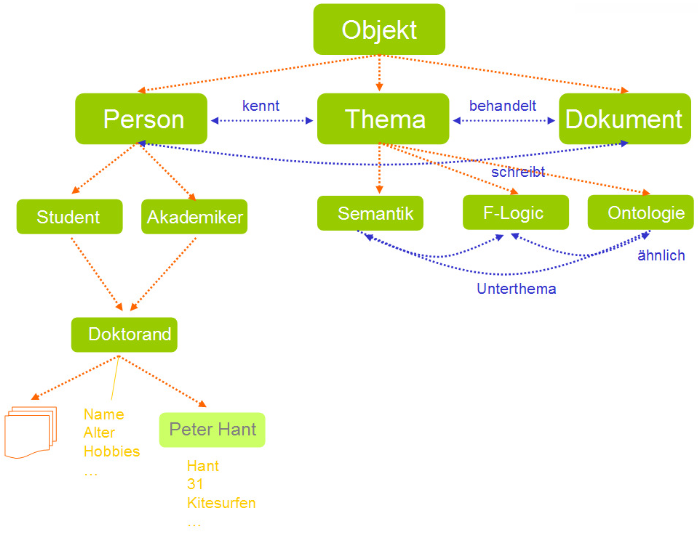 Objekt
Person
kennt
Thema
behandelt
Dokument
schreibt
Student
Akademiker
Semantik
F-Logic
Ontologie
ähnlich
Unterthema
Doktorand
Name
Alter
Hobbies
...
Peter Hant
Hant
31
Kitesurfen
...